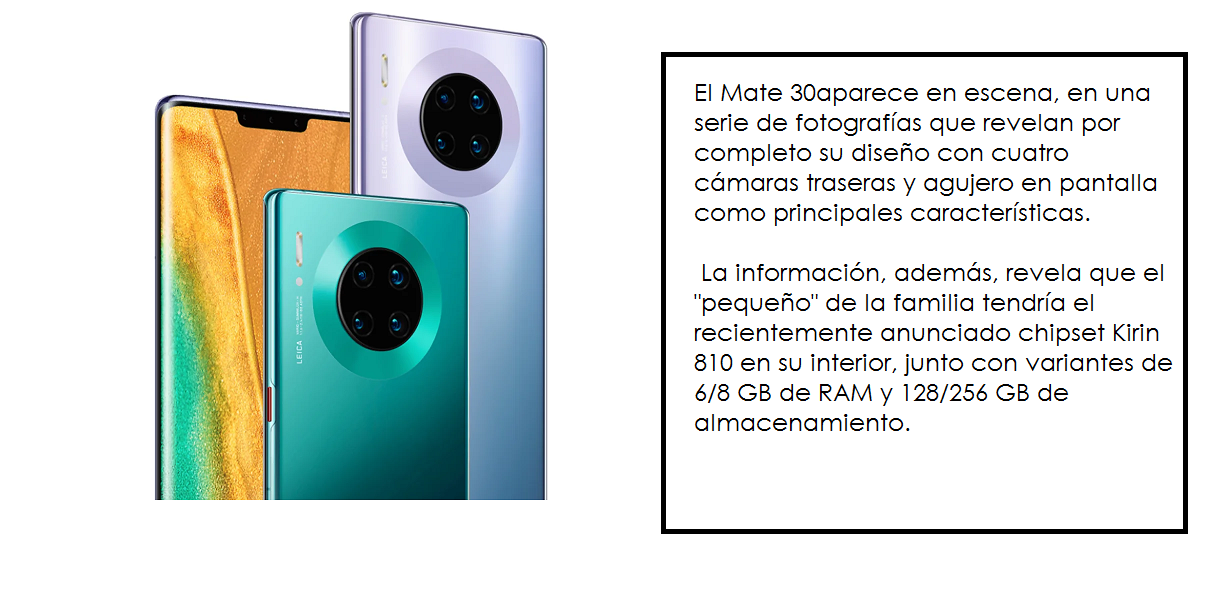 LEICA
LEICA
El Mate 30aparece en escena, en una
serie de fotografías que revelan por
completo su diseño con cuatro
cámaras traseras y agujero en pantalla
como principales características.
La información, además, revela que el
"pequeño" de la familia tendría el
recientemente anunciado chipset Kirin
810 en su interior, junto con variantes de
6/8 GB de RAM y 128/256 GB de
almacenamiento.